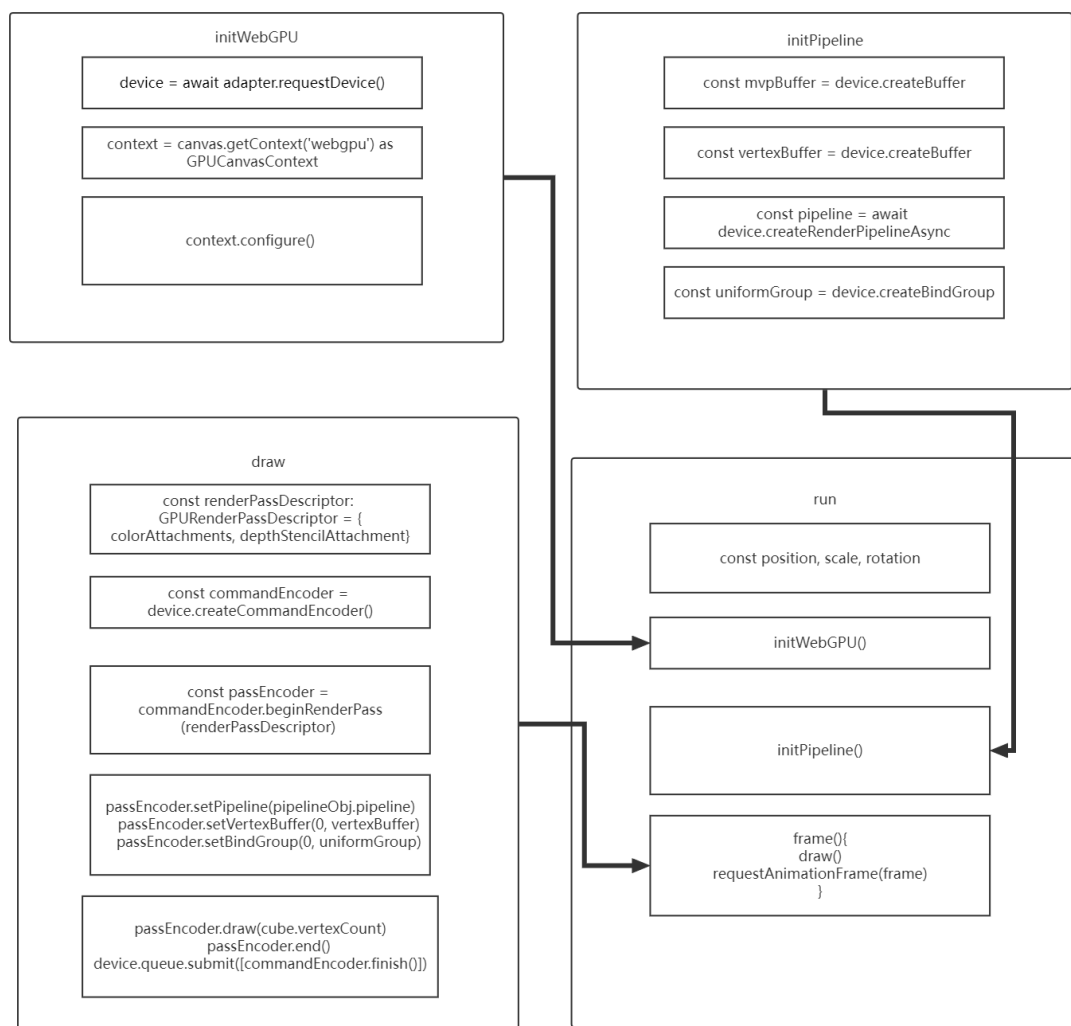 initWebGPU
device = await adapter.requestDevice()
context = canvas.getContext('webgpu') as
GPUCanvasContext
context.configure()
initPipeline
const mvpBuffer = device.createBuffer
const vertexBuffer = device.createBuffer
const pipeline = await
device.createRenderPipelineAsync
const uniformGroup = device.createBindGroup
draw
const renderPassDescriptor:
GPURenderPassDescriptor = {
colorAttachments, depthStencilAttachment}
const commandEncoder =
device.createCommandEncoder()
const passEncoder =
commandEncoder.beginRenderPass
(renderPassDescriptor)
passEncoder.setPipeline(pipelineObj.pipeline)
passEncoder.setVertexBuffer(0, vertexBuffer)
passEncoder.setBindGroup(0, uniformGroup)
passEncoder.draw(cube.vertexCount)
passEncoder.end()
device.queue.submit([commandEncoder.finish()])
run
const position, scale, rotation
initWebGPU()
initPipeline()
frame(){
draw()
requestAnimationFrame(frame)
}